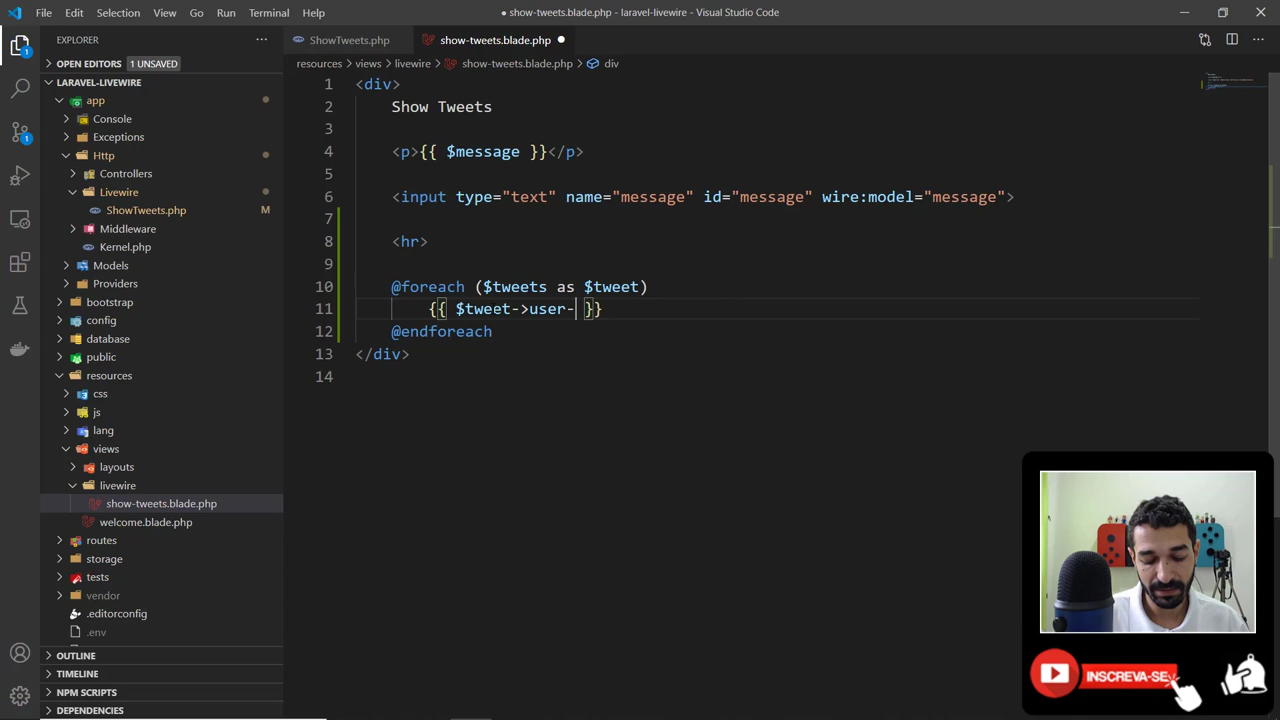 File Edit Selection View Go Run Terminal Help
● show-tweets.blade.php - laravel-livewire - Visual Studio Code
EXPLORER
ShowTweets.php
show-tweets.blade.php ●
OPEN EDITORS 1 UNSAVED
resources > views > livewire > show-tweets.blade.php > div
LARAVEL-LIVEWIRE
app
Console
Exceptions
Http
Controllers
Livewire
ShowTweets.php M
Middleware
Kernel.php
Models
Providers
bootstrap
config
database
public
resources
css
js
lang
views
layouts
livewire
show-tweets.blade.php
welcome.blade.php
routes
storage
tests
vendor
.editorconfig
.env
OUTLINE
TIMELINE
NPM SCRIPTS
DEPENDENCIES
1 <div>
2 Show Tweets
3
4 <p>{{ $message }}</p>
5
6 <input type="text" name="message" id="message" wire:model="message">
7
8 <hr>
9
10 @foreach ($tweets as $tweet)
11 {{ $tweet->user- }}
12 @endforeach
13 </div>
14
1
1
INSCREVA-SE